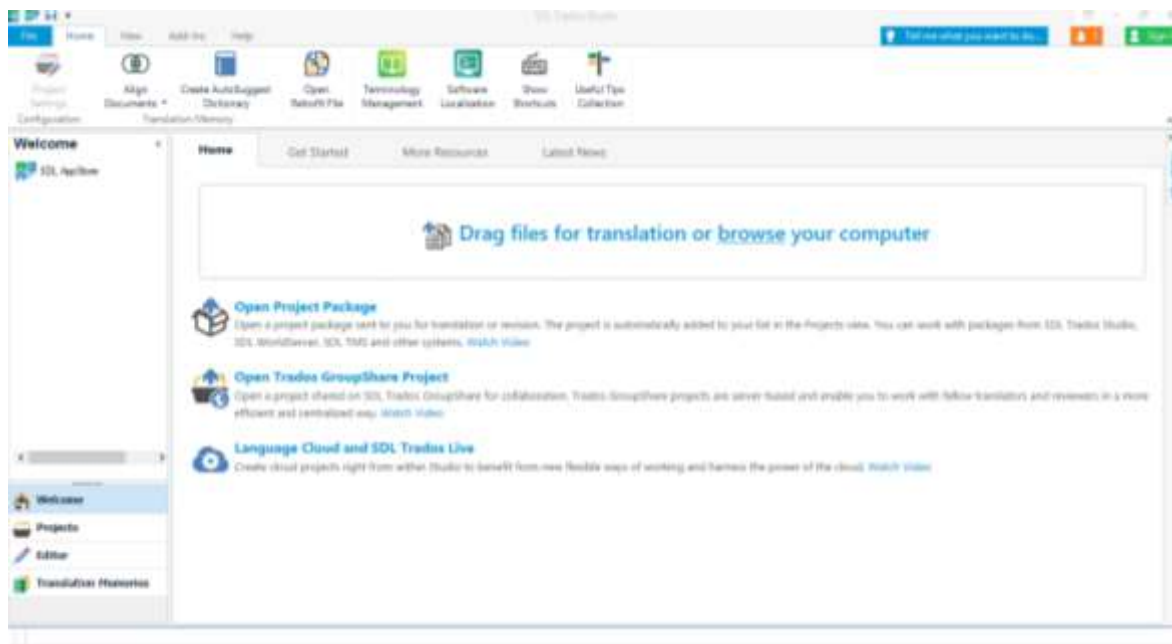 SDL Trados Studio
File Home View Add-Ins Help
Tell me what you want to do...
Project Settings
Align Documents
Create AutoSuggest Dictionary
Open Retrofit File
Terminology Management
Software Localisation
Show Shortcuts
Useful Tips Collection
Configuration
Translation Memory
Welcome
SDL AppStore
Home Get Started More Resources Latest News
Drag files for translation or browse your computer
Open Project Package
Open a project package sent to you for translation or revision. The project is automatically added to your list in the Projects view. You can work with packages from SDL Trados Studio,
SDL WorldServer, SDL TMS and other systems. Watch Video
Open Trados GroupShare Project
Open a project shared on SDL Trados GroupShare for collaboration. Trados GroupShare projects are server-based and enable you to work with fellow translators and reviewers in a more
efficient and centralized way. Watch Video
Language Cloud and SDL Trados Live
Create cloud projects right from within Studio to benefit from new flexible ways of working and harness the power of the cloud. Watch Video
Welcome
Projects
Editor
Translation Memories